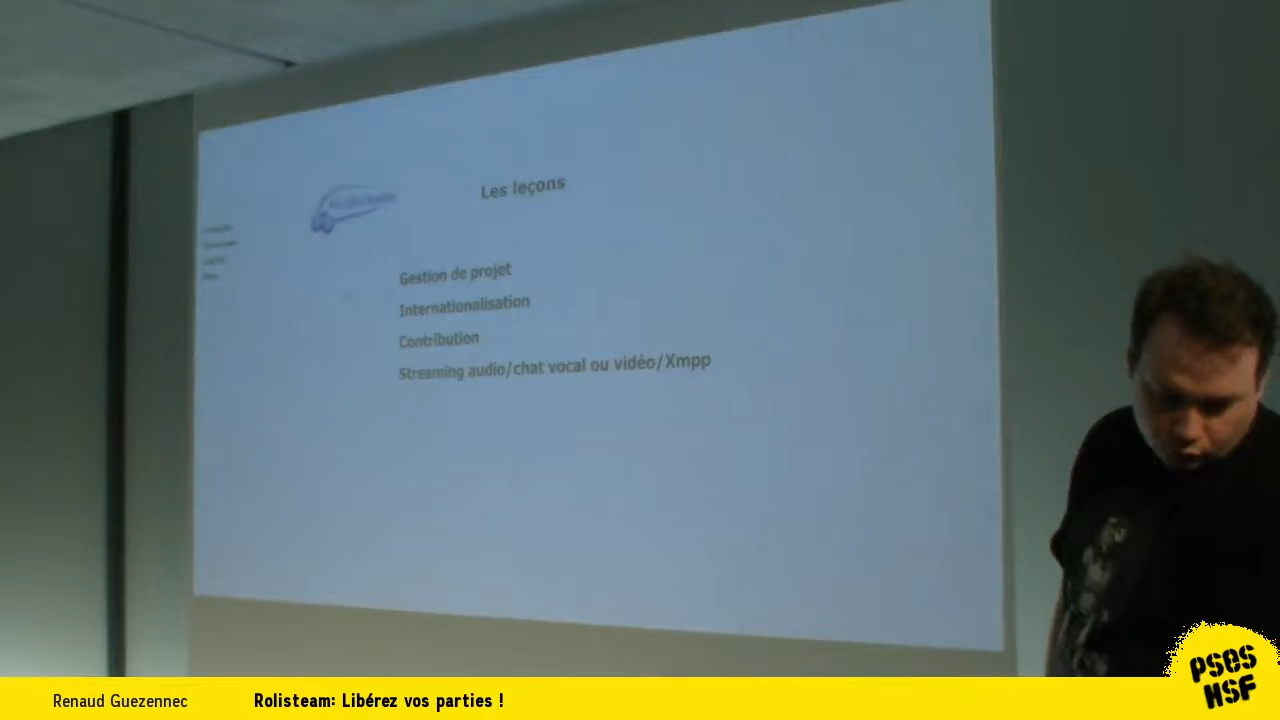 Les leçons
Gestion de projet
Internationalisation
Contribution
Streaming audio/chat vocal ou vidéo/Xmpp
PSES
HSF
Renaud Guezennec
Rolisteam: Libérez vos parties !